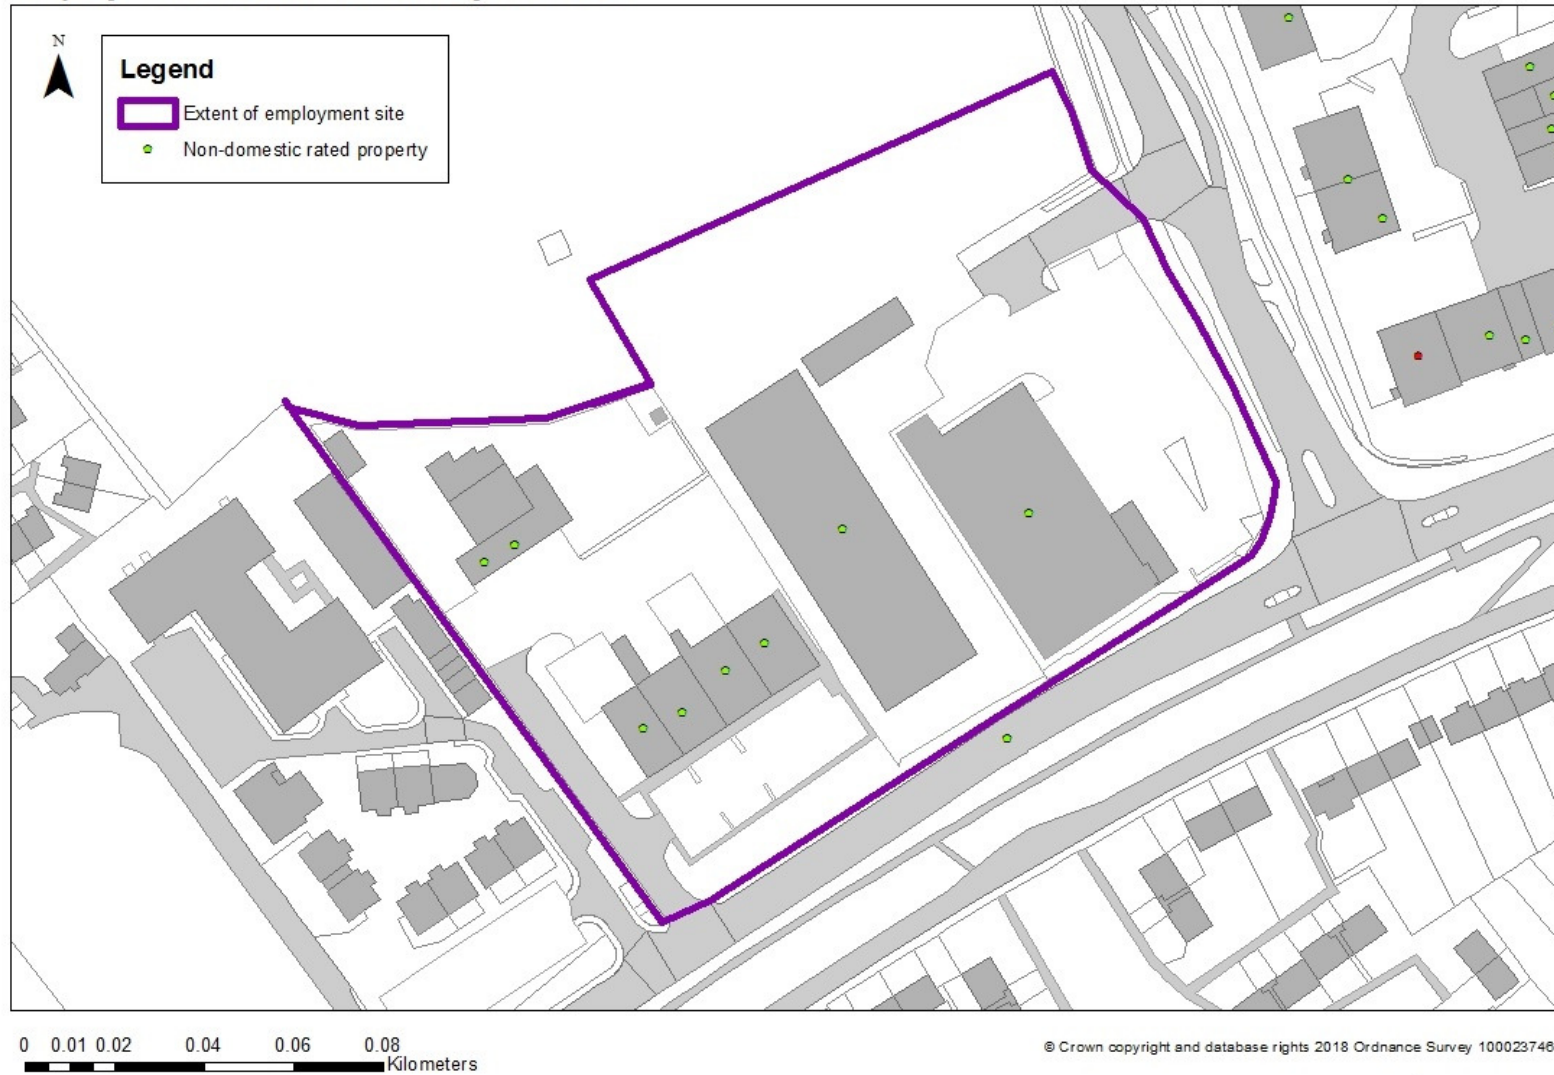 N
Legend
Extent of employment site
Non-domestic rated property
0 0.01 0.02 0.04 0.06 0.08
Kilometers
© Crown copyright and database rights 2018 Ordnance Survey 100023746